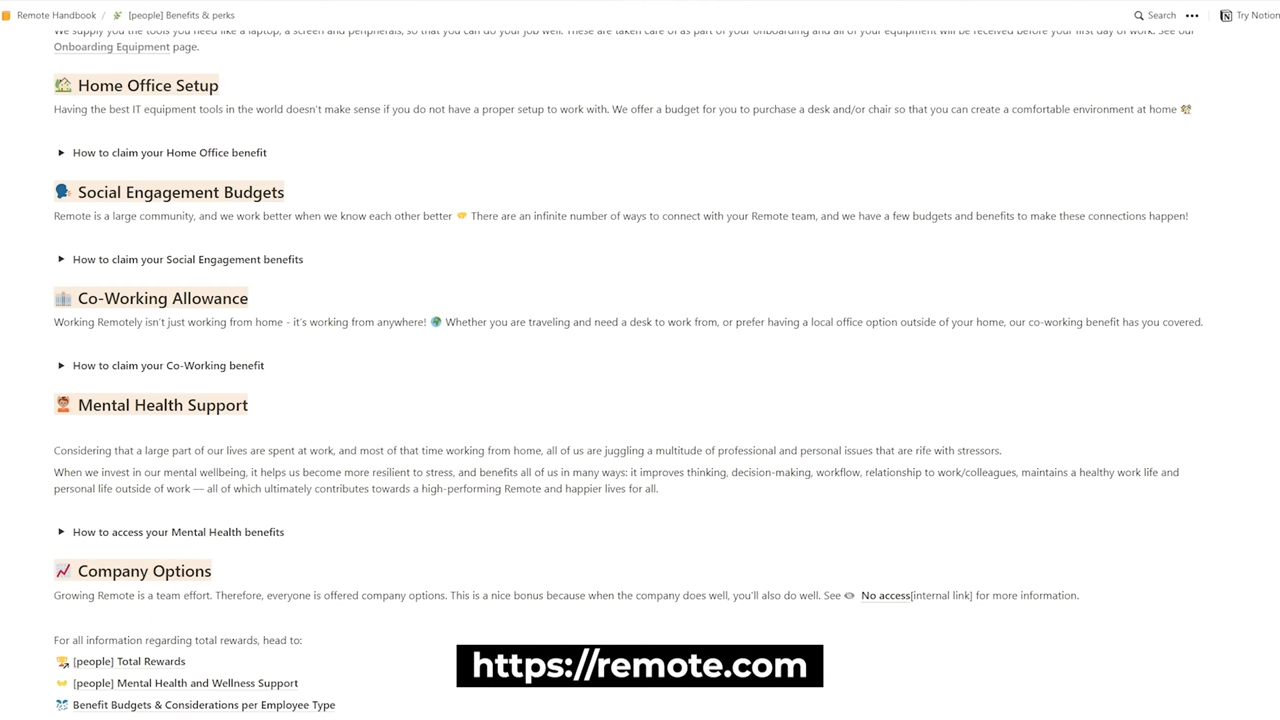 Remote Handbook / [people] Benefits & perks
Search ••• Try Notion
We supply you the tools you need like a laptop, a screen and peripherals, so that you can do your job well. These are taken care of as part of your onboarding and all of your equipment will be received before your first day of work. See our
Onboarding Equipment page.
Home Office Setup
Having the best IT equipment tools in the world doesn't make sense if you do not have a proper setup to work with. We offer a budget for you to purchase a desk and/or chair so that you can create a comfortable environment at home
How to claim your Home Office benefit
Social Engagement Budgets
Remote is a large community, and we work better when we know each other better 🤝 There are an infinite number of ways to connect with your Remote team, and we have a few budgets and benefits to make these connections happen!
How to claim your Social Engagement benefits
Co-Working Allowance
Working Remotely isn't just working from home - it's working from anywhere! 🌍 Whether you are traveling and need a desk to work from, or prefer having a local office option outside of your home, our co-working benefit has you covered.
How to claim your Co-Working benefit
Mental Health Support
Considering that a large part of our lives are spent at work, and most of that time working from home, all of us are juggling a multitude of professional and personal issues that are rife with stressors.
When we invest in our mental wellbeing, it helps us become more resilient to stress, and benefits all of us in many ways: it improves thinking, decision-making, workflow, relationship to work/colleagues, maintains a healthy work life and
personal life outside of work — all of which ultimately contributes towards a high-performing Remote and happier lives for all.
How to access your Mental Health benefits
Company Options
Growing Remote is a team effort. Therefore, everyone is offered company options. This is a nice bonus because when the company does well, you'll also do well. See No access[internal link] for more information.
For all information regarding total rewards, head to:
[people] Total Rewards
[people] Mental Health and Wellness Support
Benefit Budgets & Considerations per Employee Type
https://remote.com